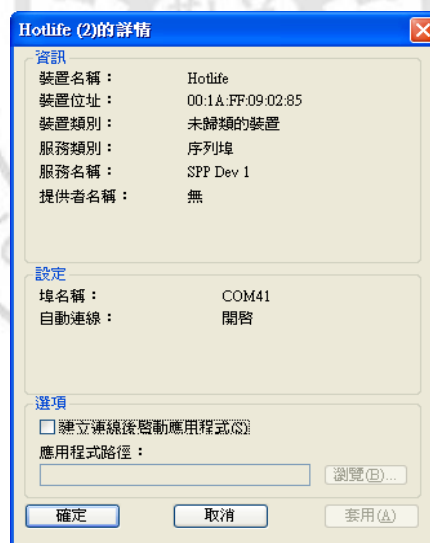 Hotlife (2)的詳情
資訊
裝置名稱： Hotlife
裝置位址： 00:1A:FF:09:02:85
裝置類別： 未歸類的裝置
服務類別： 序列埠
服務名稱： SPP Dev 1
提供者名稱： 無
設定
埠名稱： COM41
自動連線： 開啓
選項
建立連線後啓動應用程式(S)
應用程式路徑：
瀏覽(B)...
確定 取消 套用(A)